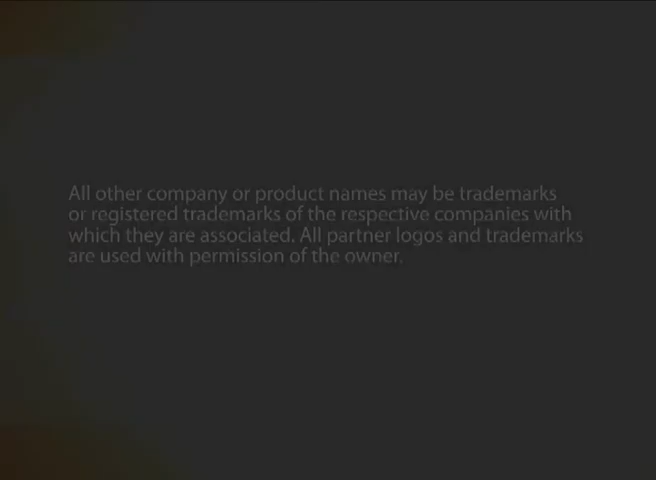 All other company or product names may be trademarks
or registered trademarks of the respective companies with
which they are associated. All partner logos and trademarks
are used with permission of the owner.